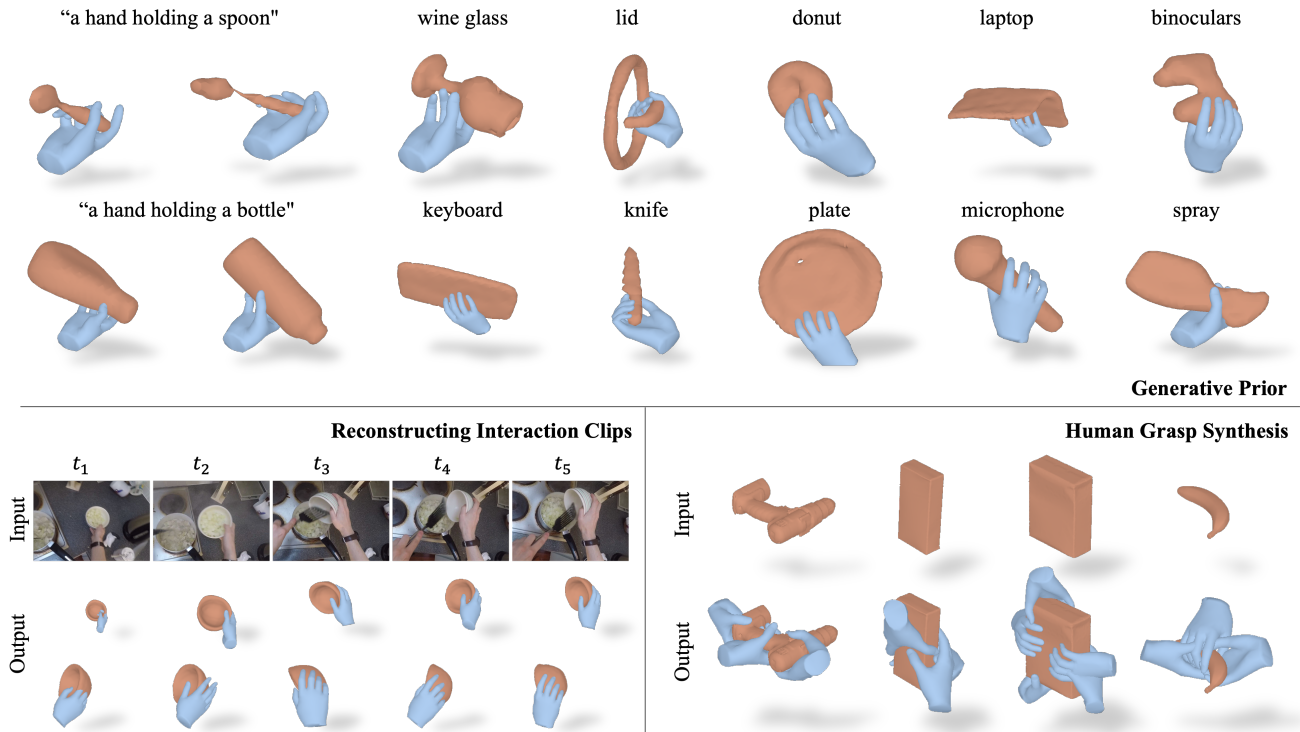 “a hand holding a spoon"
wine glass
lid
donut
laptop
binoculars
“a hand holding a bottle"
keyboard
knife
plate
microphone
spray
Generative Prior
Reconstructing Interaction Clips
t₁
t₂
t₃
t₄
t₅
Input
Output
Human Grasp Synthesis
Input
Output